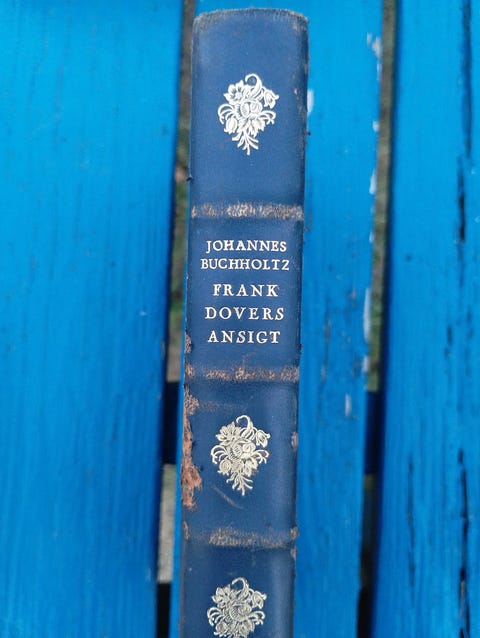 JOHANNES
BUCHHOLTZ
FRANK
DOVERS
ANSIGT